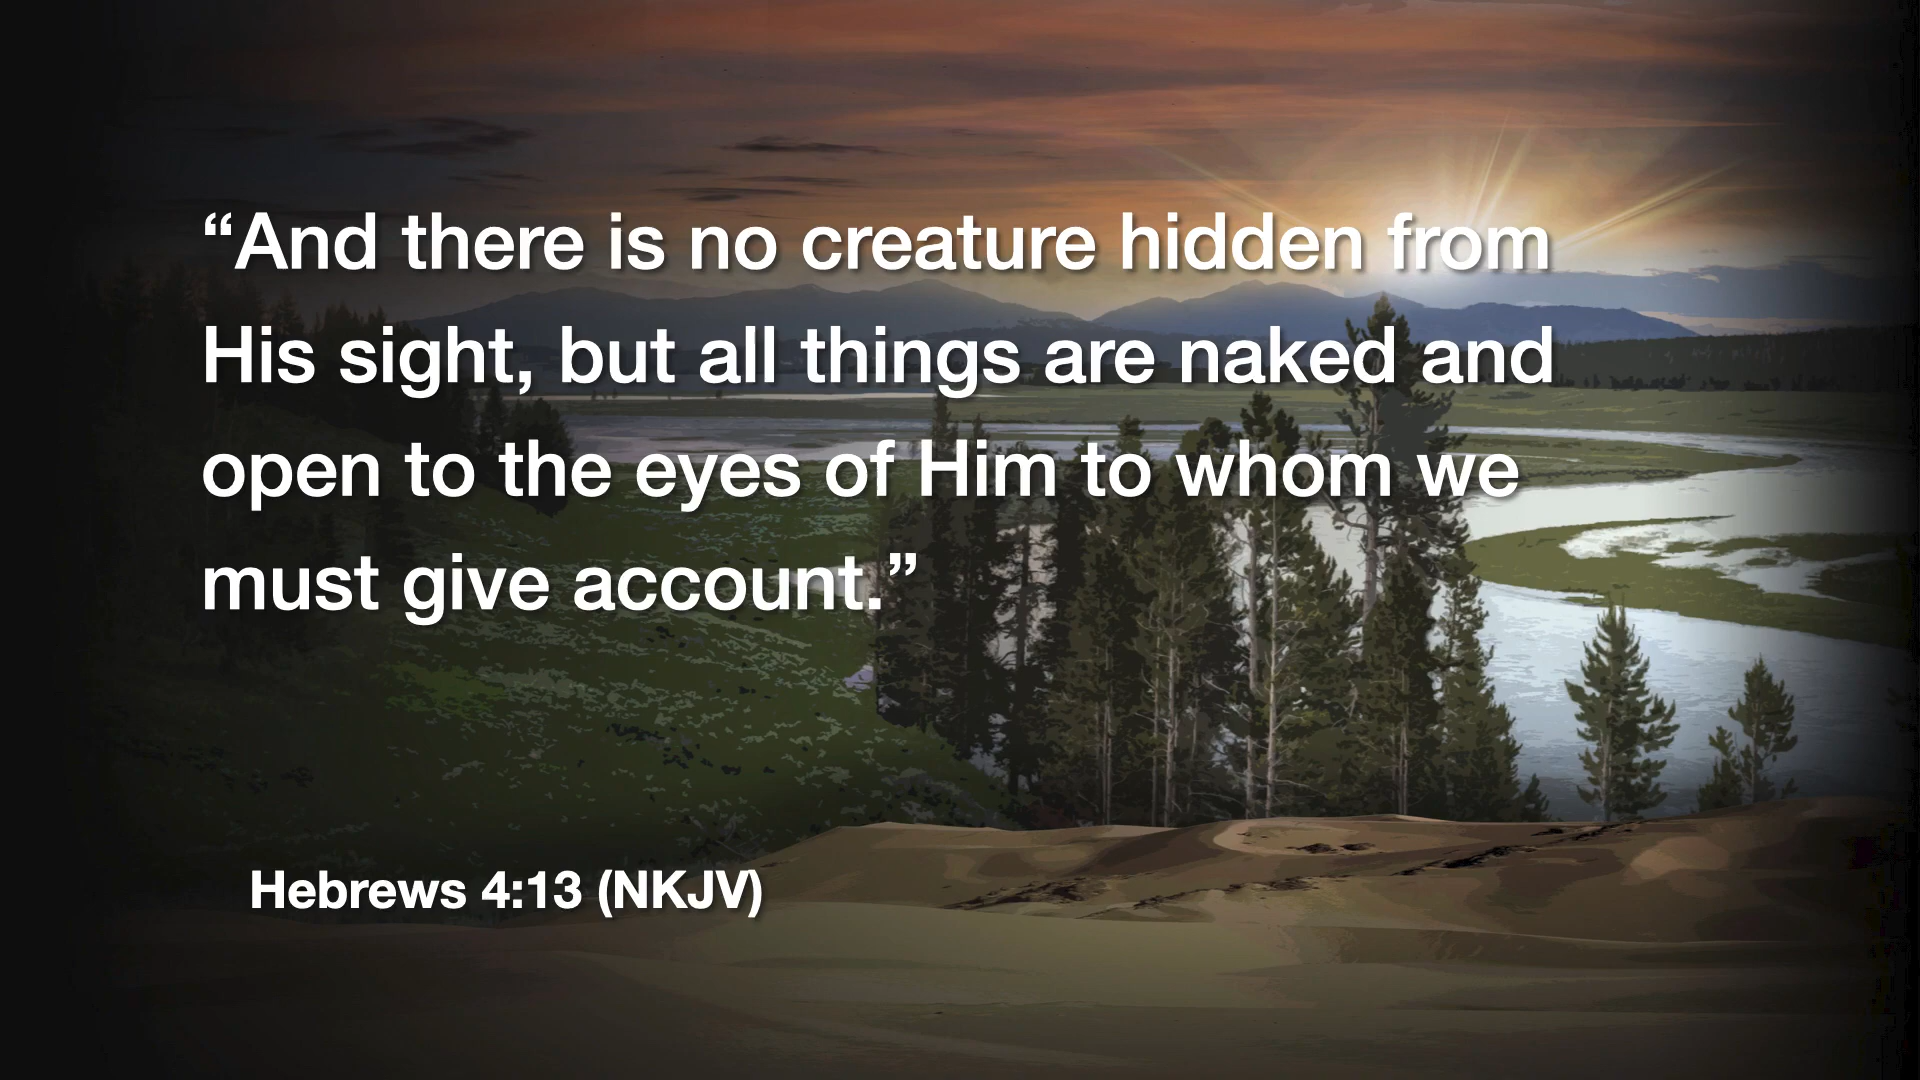 “And there is no creature hidden from
His sight, but all things are naked and
open to the eyes of Him to whom we
must give account.”
Hebrews 4:13 (NKJV)